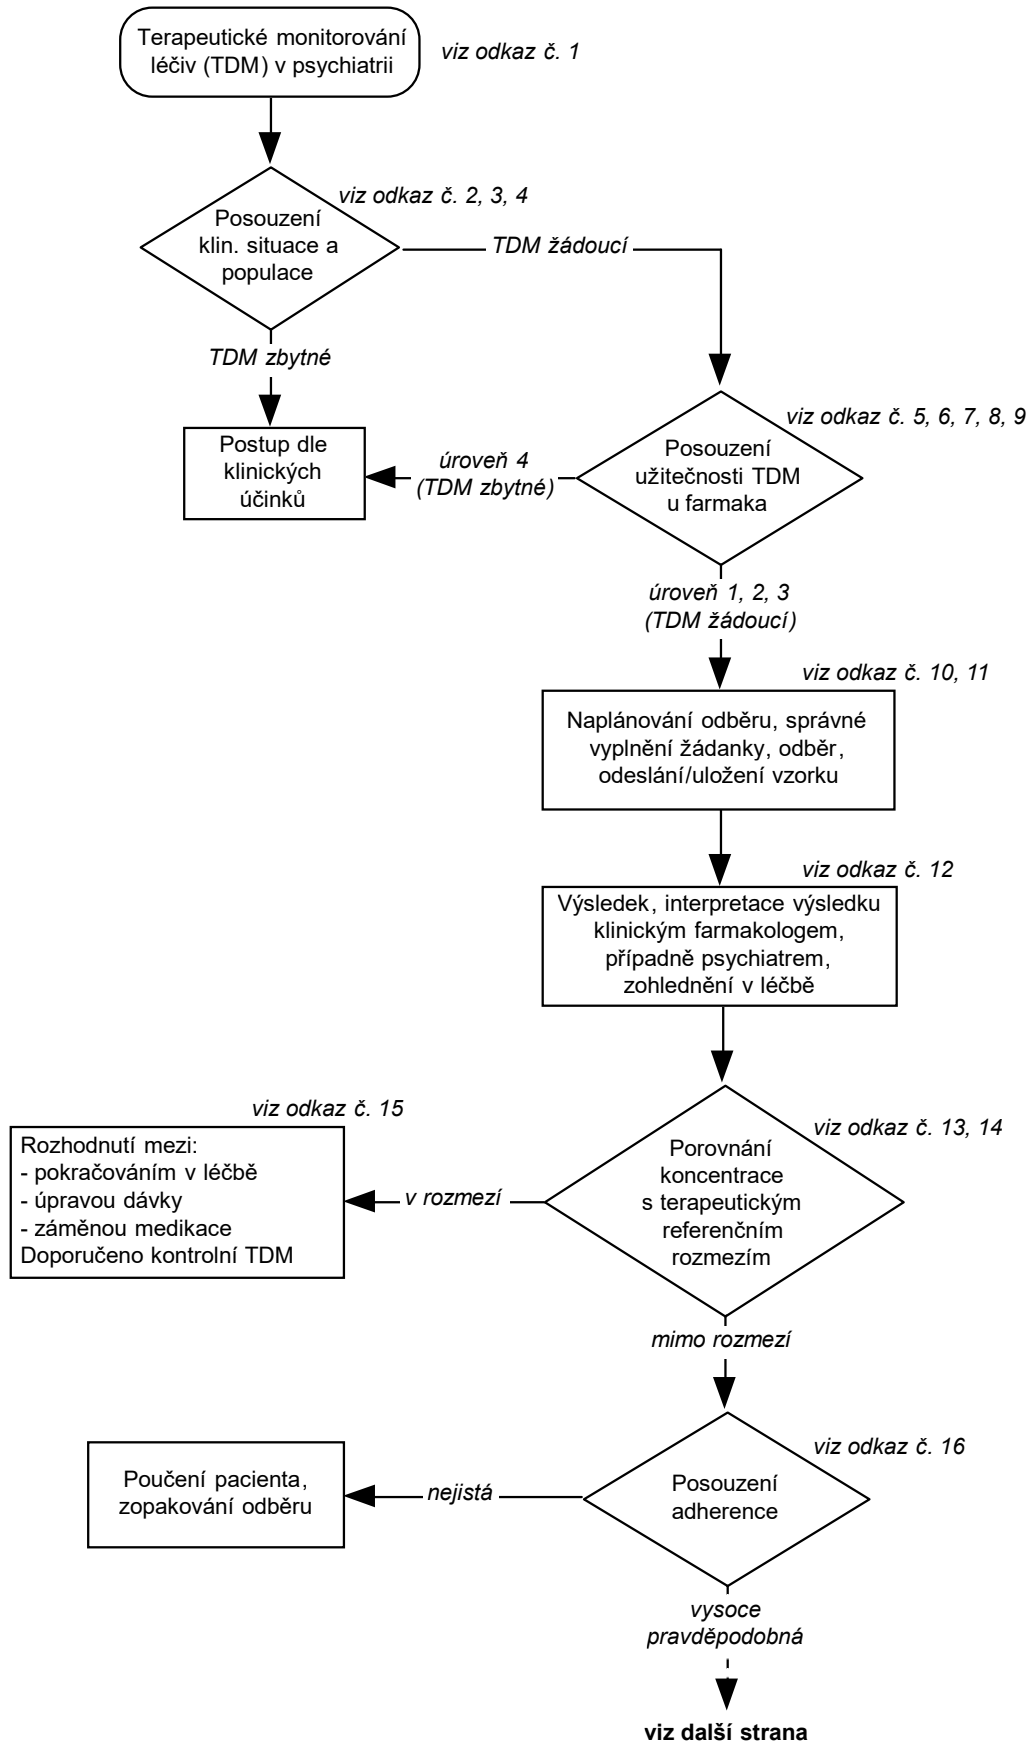 Terapeutické monitorování
léčiv (TDM) v psychiatrii
viz odkaz č. 1
viz odkaz č. 2, 3, 4
Posouzení
klin. situace a
populace
TDM žádoucí
TDM zbytné
viz odkaz č. 5, 6, 7, 8, 9
Postup dle
klinických
účinků
úroveň 4
(TDM zbytné)
Posouzení
užitečnosti TDM
u farmaka
úroveň 1, 2, 3
(TDM žádoucí)
viz odkaz č. 10, 11
Naplánování odběru, správné
vyplnění žádanky, odběr,
odeslání/uložení vzorku
viz odkaz č. 12
Výsledek, interpretace výsledku
klinickým farmakologem,
případně psychiatrem,
zohlednění v léčbě
viz odkaz č. 15
viz odkaz č. 13, 14
Rozhodnutí mezi:
- pokračováním v léčbě
- úpravou dávky
- záměnou medikace
Doporučeno kontrolní TDM
v rozmezí
Porovnání
koncentrace
s terapeutickým
referenčním
rozmezím
mimo rozmezí
viz odkaz č. 16
Poučení pacienta,
zopakování odběru
nejistá
Posouzení
adherence
vysoce
pravděpodobná
viz další strana